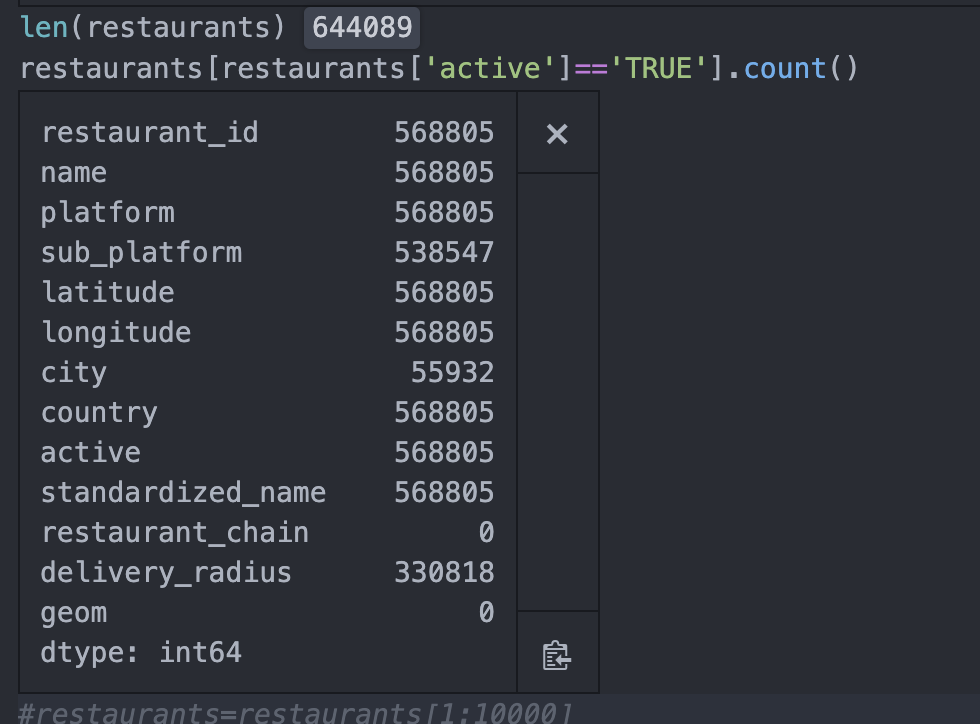 len(restaurants) 644089
restaurants[restaurants['active']=='TRUE'].count()
restaurant_id 568805
name 568805
platform 568805
sub_platform 538547
latitude 568805
longitude 568805
city 55932
country 568805
active 568805
standardized_name 568805
restaurant_chain 0
delivery_radius 330818
geom 0
dtype: int64
#restaurants=restaurants[1:10000]